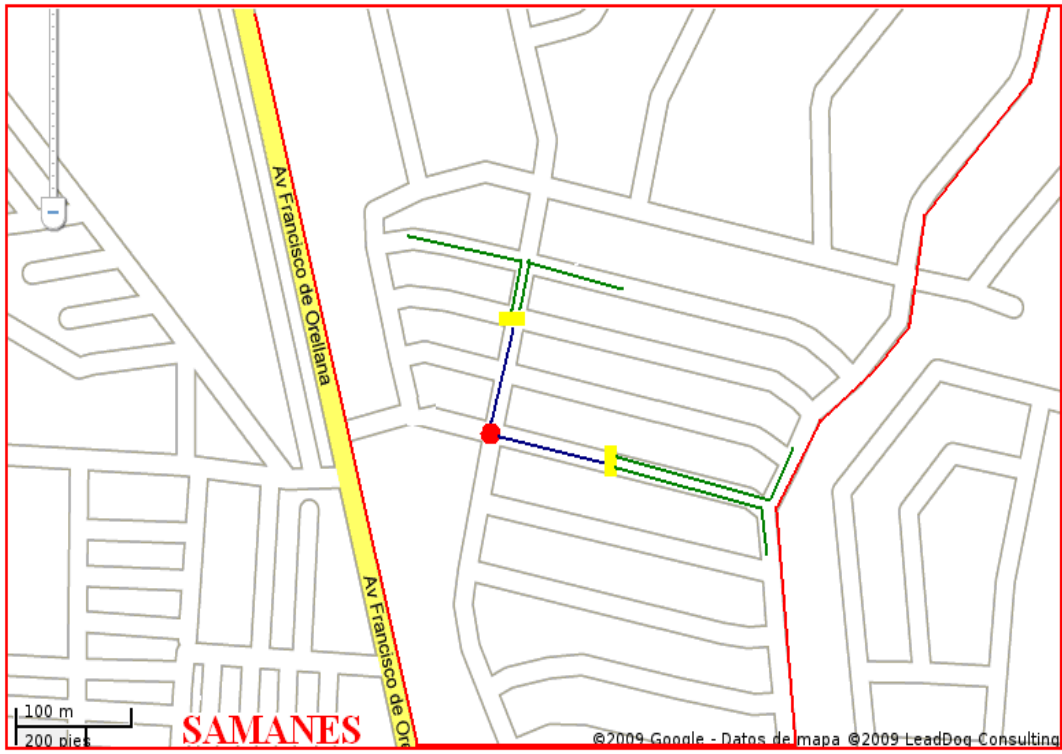 Av Francisco de Orellana
Av Francisco de Ore
100 m
200 pies
SAMANES
©2009 Google - Datos de mapa ©2009 LeadDog Consulting